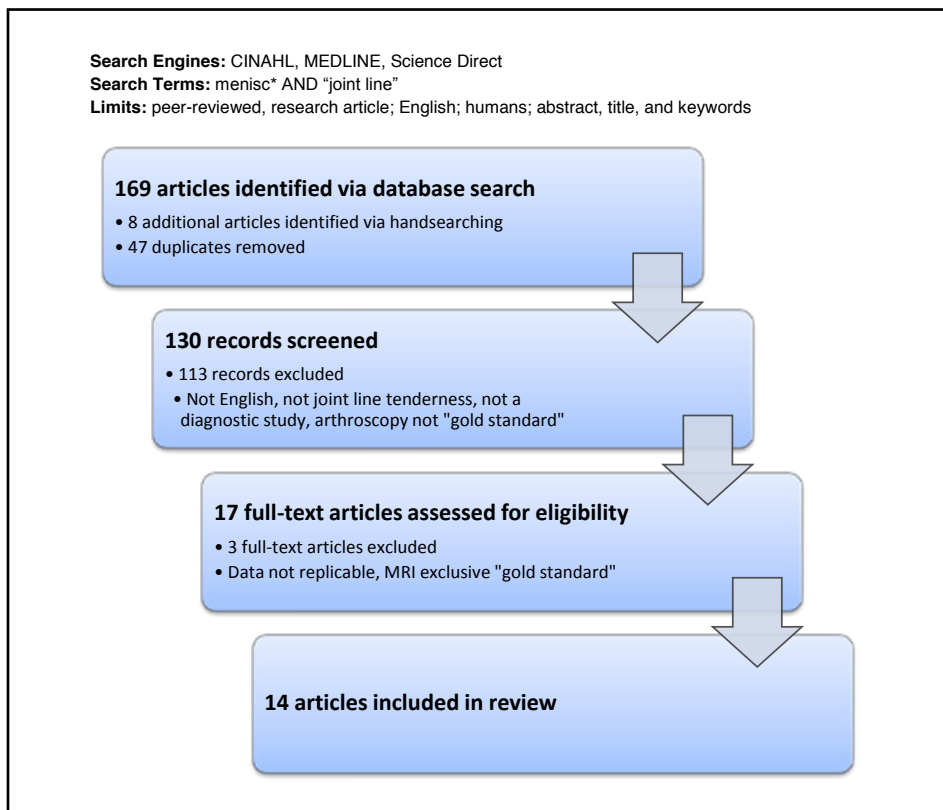 Search Engines: CINAHL, MEDLINE, Science Direct
Search Terms: menisc* AND “joint line”
Limits: peer-reviewed, research article; English; humans; abstract, title, and keywords
169 articles identified via database search
• 8 additional articles identified via handsearching
• 47 duplicates removed
130 records screened
• 113 records excluded
• Not English, not joint line tenderness, not a
diagnostic study, arthroscopy not "gold standard"
17 full-text articles assessed for eligibility
• 3 full-text articles excluded
• Data not replicable, MRI exclusive "gold standard"
14 articles included in review